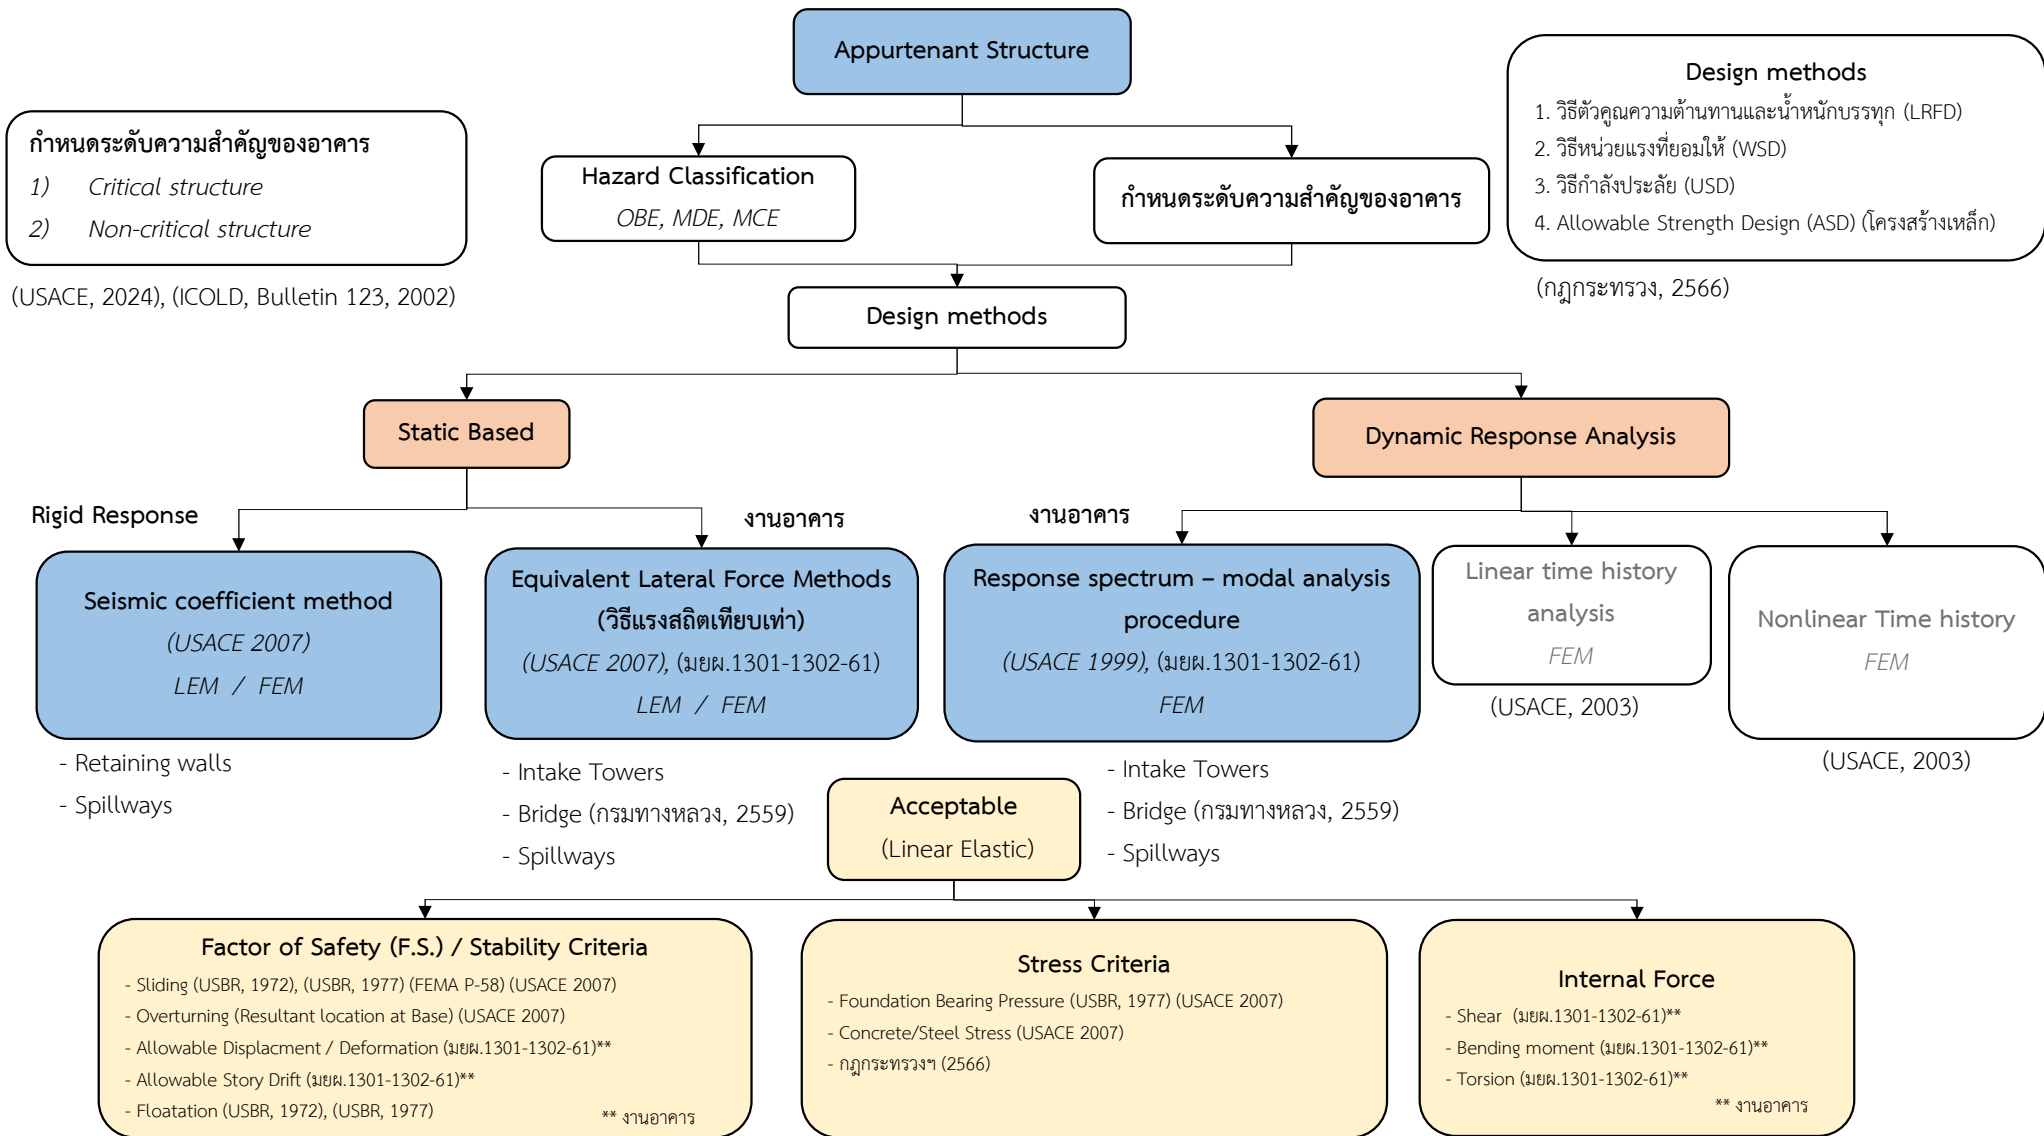 Appurtenant Structure
Design methods
1. วิธีตัวคูณความต้านทานและน้ำหนักบรรทุก (LRFD)
2. วิธีหน่วยแรงที่ยอมให้ (WSD)
3. วิธีกำลังประลัย (USD)
4. Allowable Strength Design (ASD) (โครงสร้างเหล็ก)
(กฎกระทรวง, 2566)
กำหนดระดับความสำคัญของอาคาร
1) Critical structure
2) Non-critical structure
(USACE, 2024), (ICOLD, Bulletin 123, 2002)
Hazard Classification
OBE, MDE, MCE
กำหนดระดับความสำคัญของอาคาร
Design methods
Static Based
Dynamic Response Analysis
Rigid Response
งานอาคาร
งานอาคาร
Seismic coefficient method
(USACE 2007)
LEM / FEM
- Retaining walls
- Spillways
Equivalent Lateral Force Methods
(วิธีแรงสถิตเทียบเท่า)
(USACE 2007), (มยผ.1301-1302-61)
LEM / FEM
- Intake Towers
- Bridge (กรมทางหลวง, 2559)
- Spillways
Response spectrum – modal analysis
procedure
(USACE 1999), (มยผ.1301-1302-61)
FEM
- Intake Towers
- Bridge (กรมทางหลวง, 2559)
- Spillways
Linear time history
analysis
FEM
(USACE, 2003)
Nonlinear Time history
FEM
(USACE, 2003)
Acceptable
(Linear Elastic)
Factor of Safety (F.S.) / Stability Criteria
- Sliding (USBR, 1972), (USBR, 1977) (FEMA P-58) (USACE 2007)
- Overturning (Resultant location at Base) (USACE 2007)
- Allowable Displacment / Deformation (มยผ.1301-1302-61)**
- Allowable Story Drift (มยผ.1301-1302-61)**
- Floatation (USBR, 1972), (USBR, 1977)
** งานอาคาร
Stress Criteria
- Foundation Bearing Pressure (USBR, 1977) (USACE 2007)
- Concrete/Steel Stress (USACE 2007)
- กฎกระทรวงฯ (2566)
Internal Force
- Shear (มยผ.1301-1302-61)**
- Bending moment (มยผ.1301-1302-61)**
- Torsion (มยผ.1301-1302-61)**
** งานอาคาร